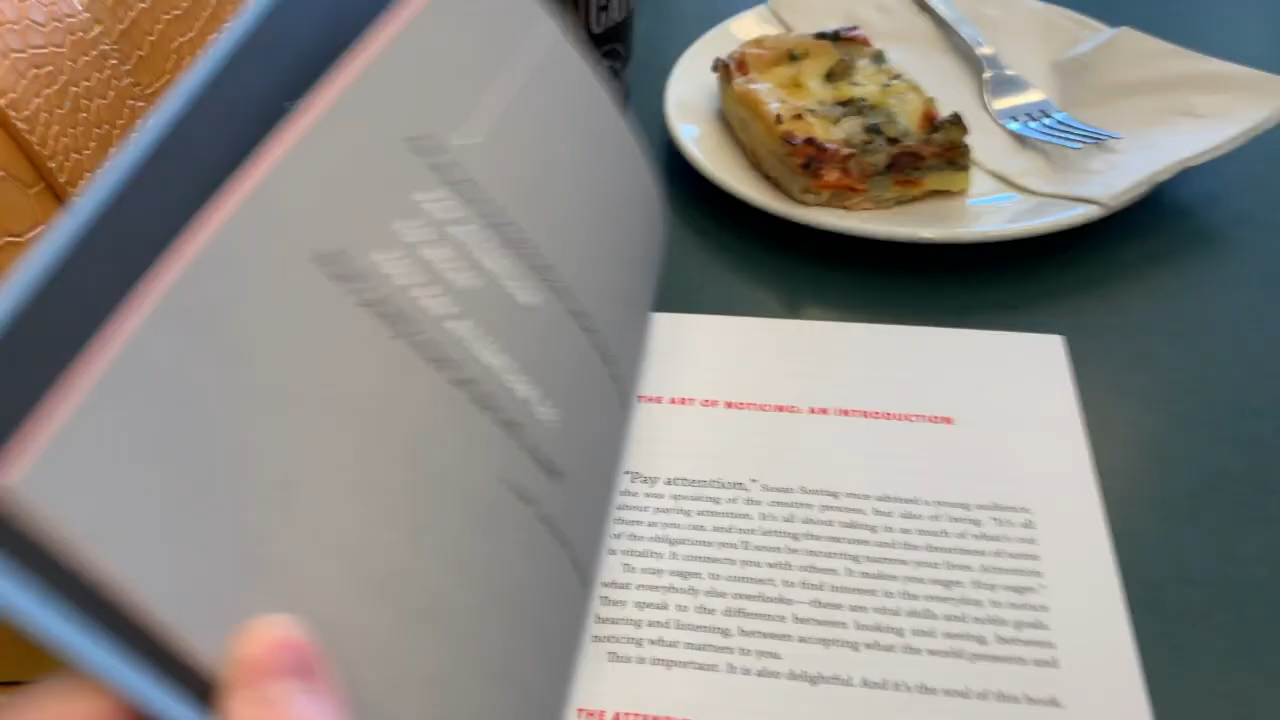 CA
THE ART OF NOTICING: AN INTRODUCTION
"Pay attention," Susan Sontag once advised a young audience;
she was speaking of the creative process, but also of living. "It's all
about paying attention. It's all about taking in as much of what's out
there as you can, and not letting the excuses and the dreariness of some
of the obligations you'll soon be incurring narrow your lives. Attention
is vitality. It connects you with others. It makes you eager. Stay eager."
To stay eager, to connect, to find interest in the everyday, to notice
what everybody else overlooks—these are vital skills and noble goals.
They speak to the difference between looking and seeing, between
hearing and listening, between accepting what the world presents and
noticing what matters to you.
This is important. It is also delightful. And it's the soul of this book.
THE ATTENTI